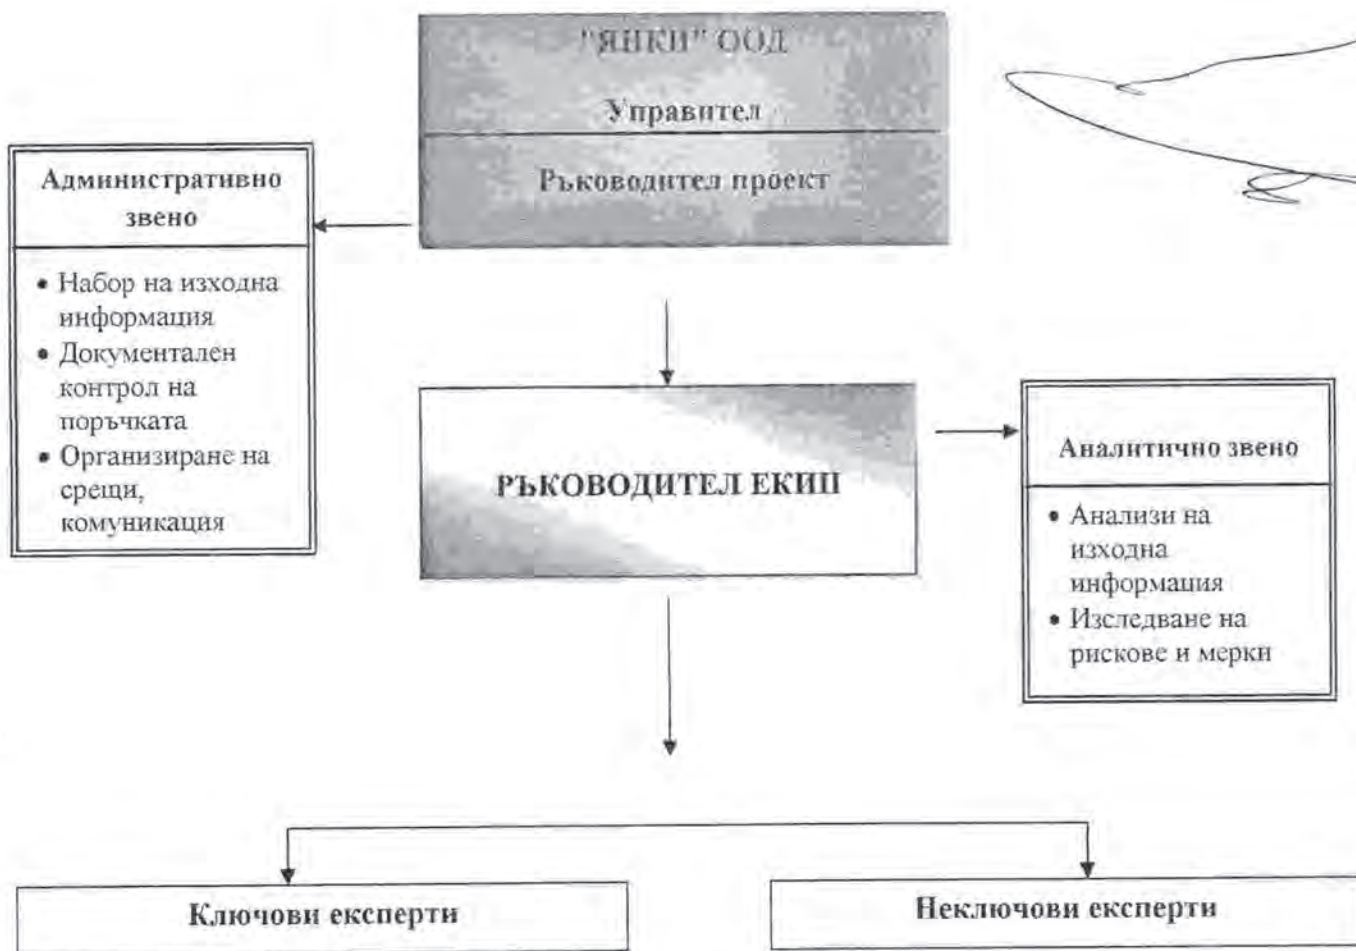 "ЯНКИ" ООД
Управител
Ръководител проект
Административно
звено
• Набор на изходна
информация
• Документален
контрол на
поръчката
• Организиране на
срещи,
комуникация
РЪКОВОДИТЕЛ ЕКИП
Аналитично звено
• Анализи на
изходна
информация
• Изследване на
рискове и мерки
Ключови експерти
Неключови експерти